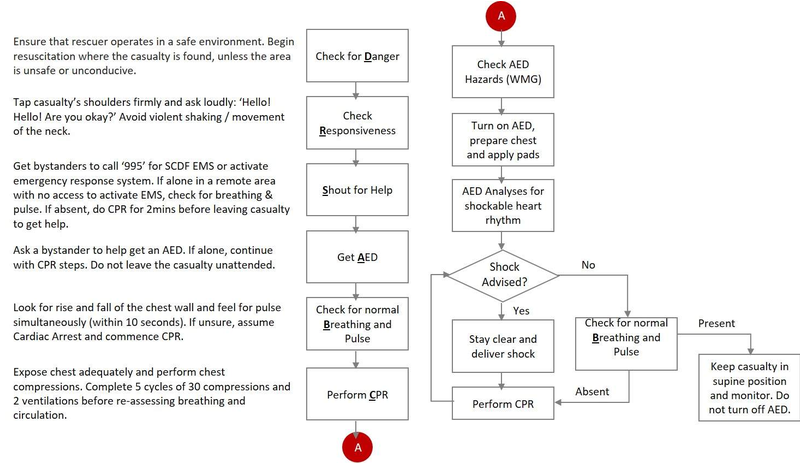 Ensure that rescuer operates in a safe environment. Begin
resuscitation where the casualty is found, unless the area
is unsafe or unconducive.
Tap casualty's shoulders firmly and ask loudly: 'Hello!
Hello! Are you okay?' Avoid violent shaking / movement
of the neck.
Get bystanders to call '995' for SCDF EMS or activate
emergency response system. If alone in a remote area
with no access to activate EMS, check for breathing &
pulse. If absent, do CPR for 2mins before leaving casualty
to get help.
Ask a bystander to help get an AED. If alone, continue
with CPR steps. Do not leave the casualty unattended.
Look for rise and fall of the chest wall and feel for pulse
simultaneously (within 10 seconds). If unsure, assume
Cardiac Arrest and commence CPR.
Expose chest adequately and perform chest
compressions. Complete 5 cycles of 30 compressions and
2 ventilations before re-assessing breathing and
circulation.
Check for Danger
Check
Responsiveness
Shout for Help
Get AED
Check for normal
Breathing and
Pulse
Perform CPR
A
A
Check AED
Hazards (WMG)
Turn on AED,
prepare chest
and apply pads
AED Analyses for
shockable heart
rhythm
Shock
Advised?
No
Yes
Stay clear and
deliver shock
Perform CPR
Check for normal
Breathing and
Pulse
Present
Absent
Keep casualty in
supine position
and monitor. Do
not turn off AED.